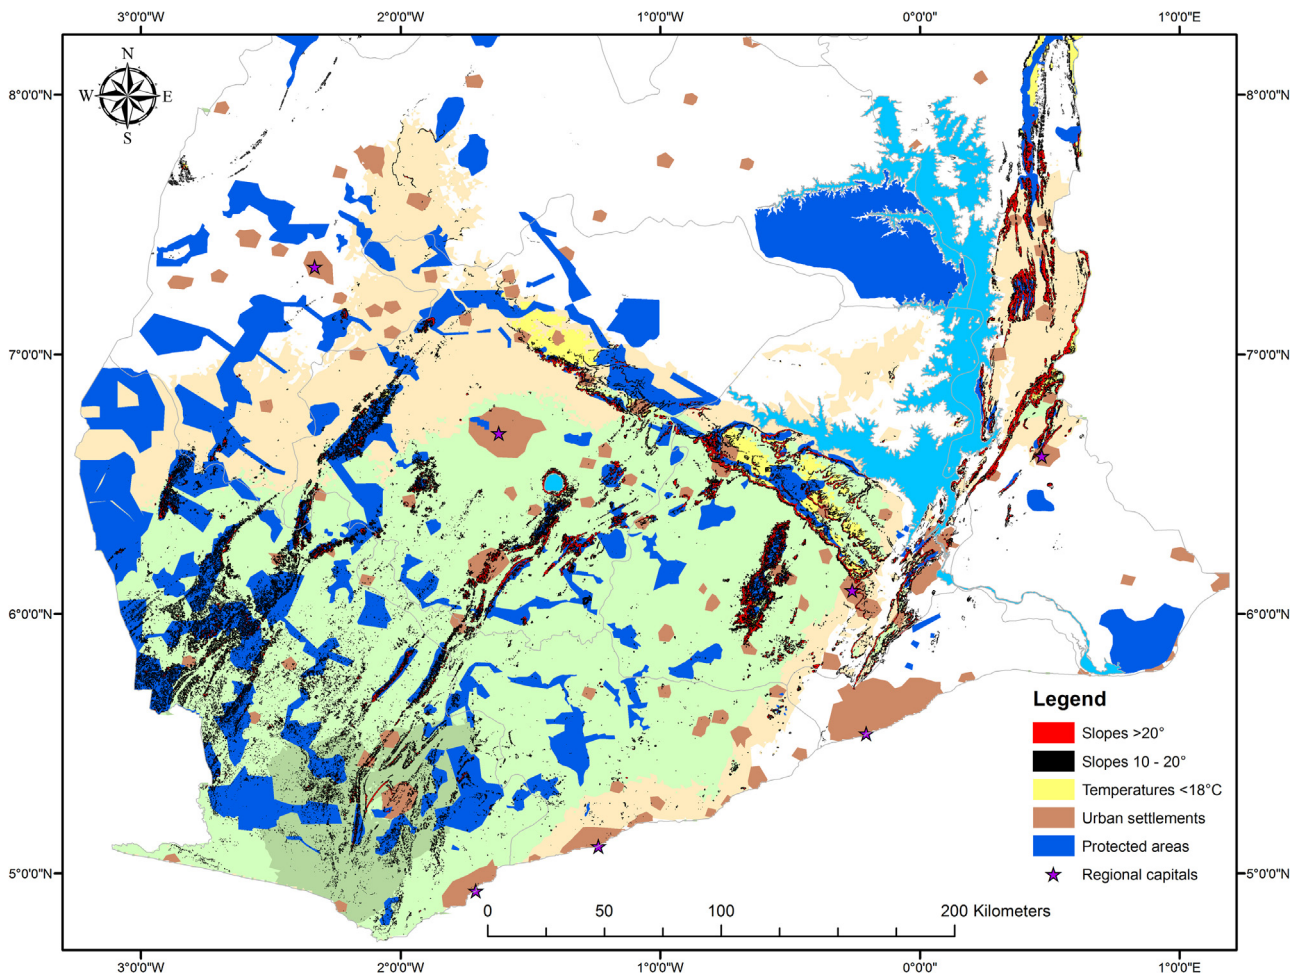 3°0'0"W 2°0'0"W 1°0'0"W 0°0'0" 1°0'0"E
N
W E
S
8°0'0"N 8°0'0"N
7°0'0"N 7°0'0"N
6°0'0"N 6°0'0"N
Legend
Slopes >20°
Slopes 10 - 20°
Temperatures <18°C
Urban settlements
Protected areas
Regional capitals
5°0'0"N 5°0'0"N
0 50 100 200 Kilometers
3°0'0"W 2°0'0"W 1°0'0"W 0°0'0" 1°0'0"E